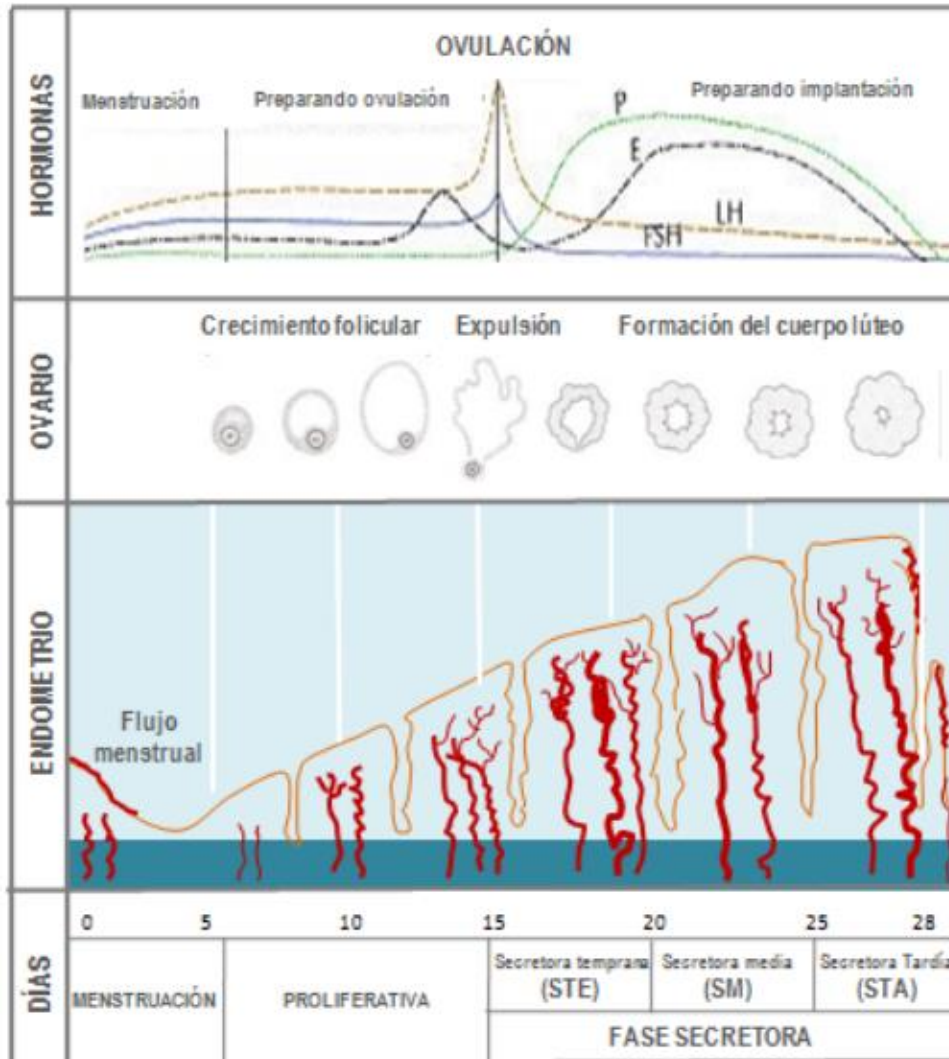 HORMONAS
OVULACIÓN
Menstruación
Preparando ovulación
Preparando implantación
P
E
LH
FSH
OVARIO
Crecimiento folicular
Expulsión
Formación del cuerpo lúteo
ENDOMETRIO
Flujo
menstrual
DÍAS
0 5 10 15 20 25 28
MENSTRUACIÓN
PROLIFERATIVA
Secretora temprana
(STE)
Secretora media
(SM)
Secretora Tardía
(STA)
FASE SECRETORA